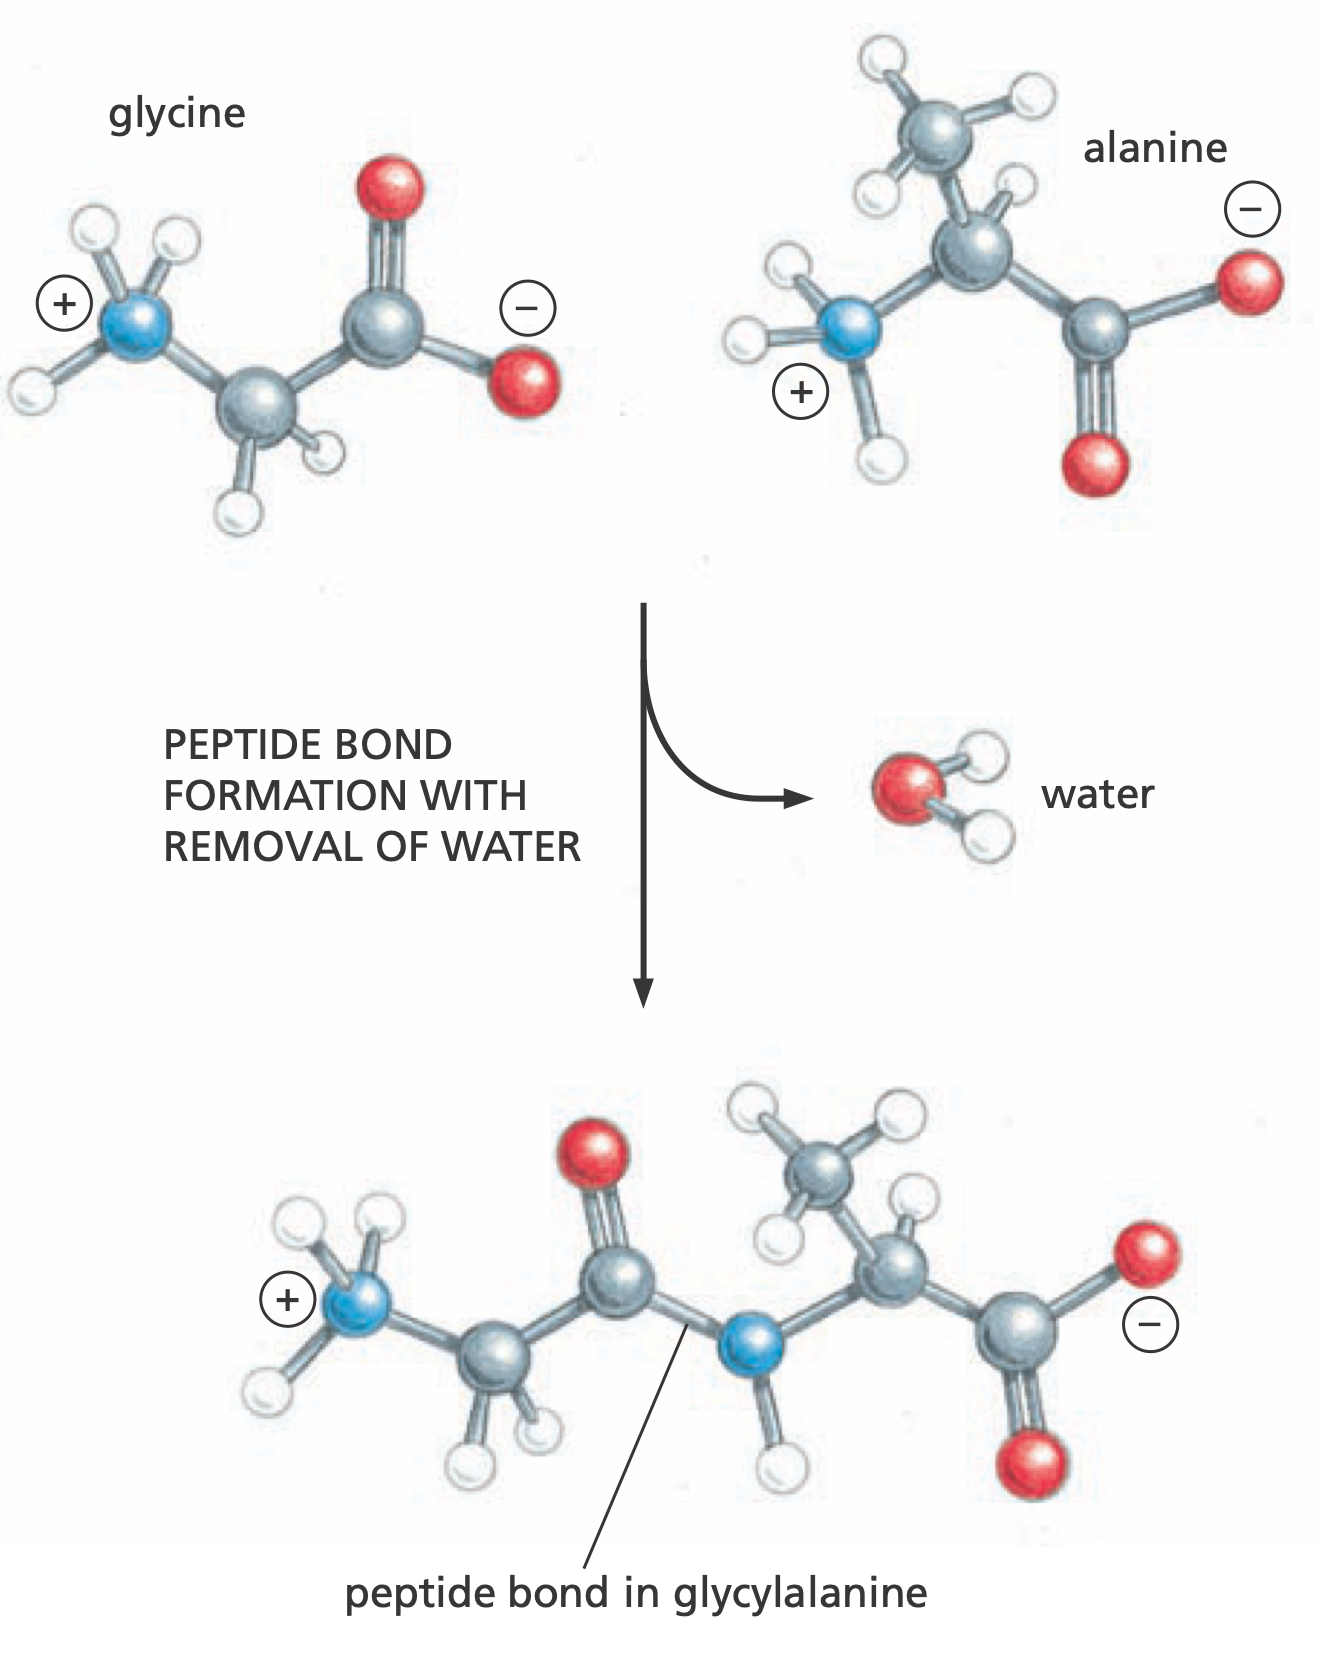 glycine
alanine
+
−
−
+
PEPTIDE BOND
FORMATION WITH
REMOVAL OF WATER
water
+
−
peptide bond in glycylalanine